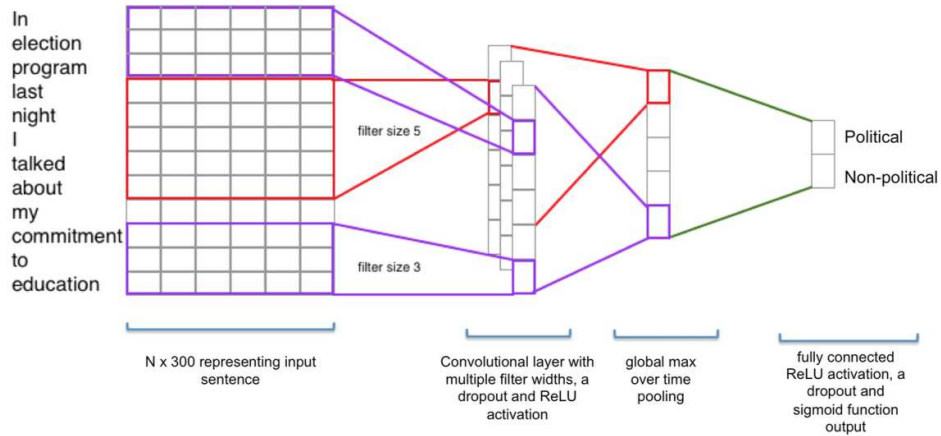 In
election
program
last
night
I
talked
about
my
commitment
to
education
filter size 5
filter size 3
Political
Non-political
N x 300 representing input
sentence
Convolutional layer with
multiple filter widths, a
dropout and ReLU
activation
global max
over time
pooling
fully connected
ReLU activation, a
dropout and
sigmoid function
output